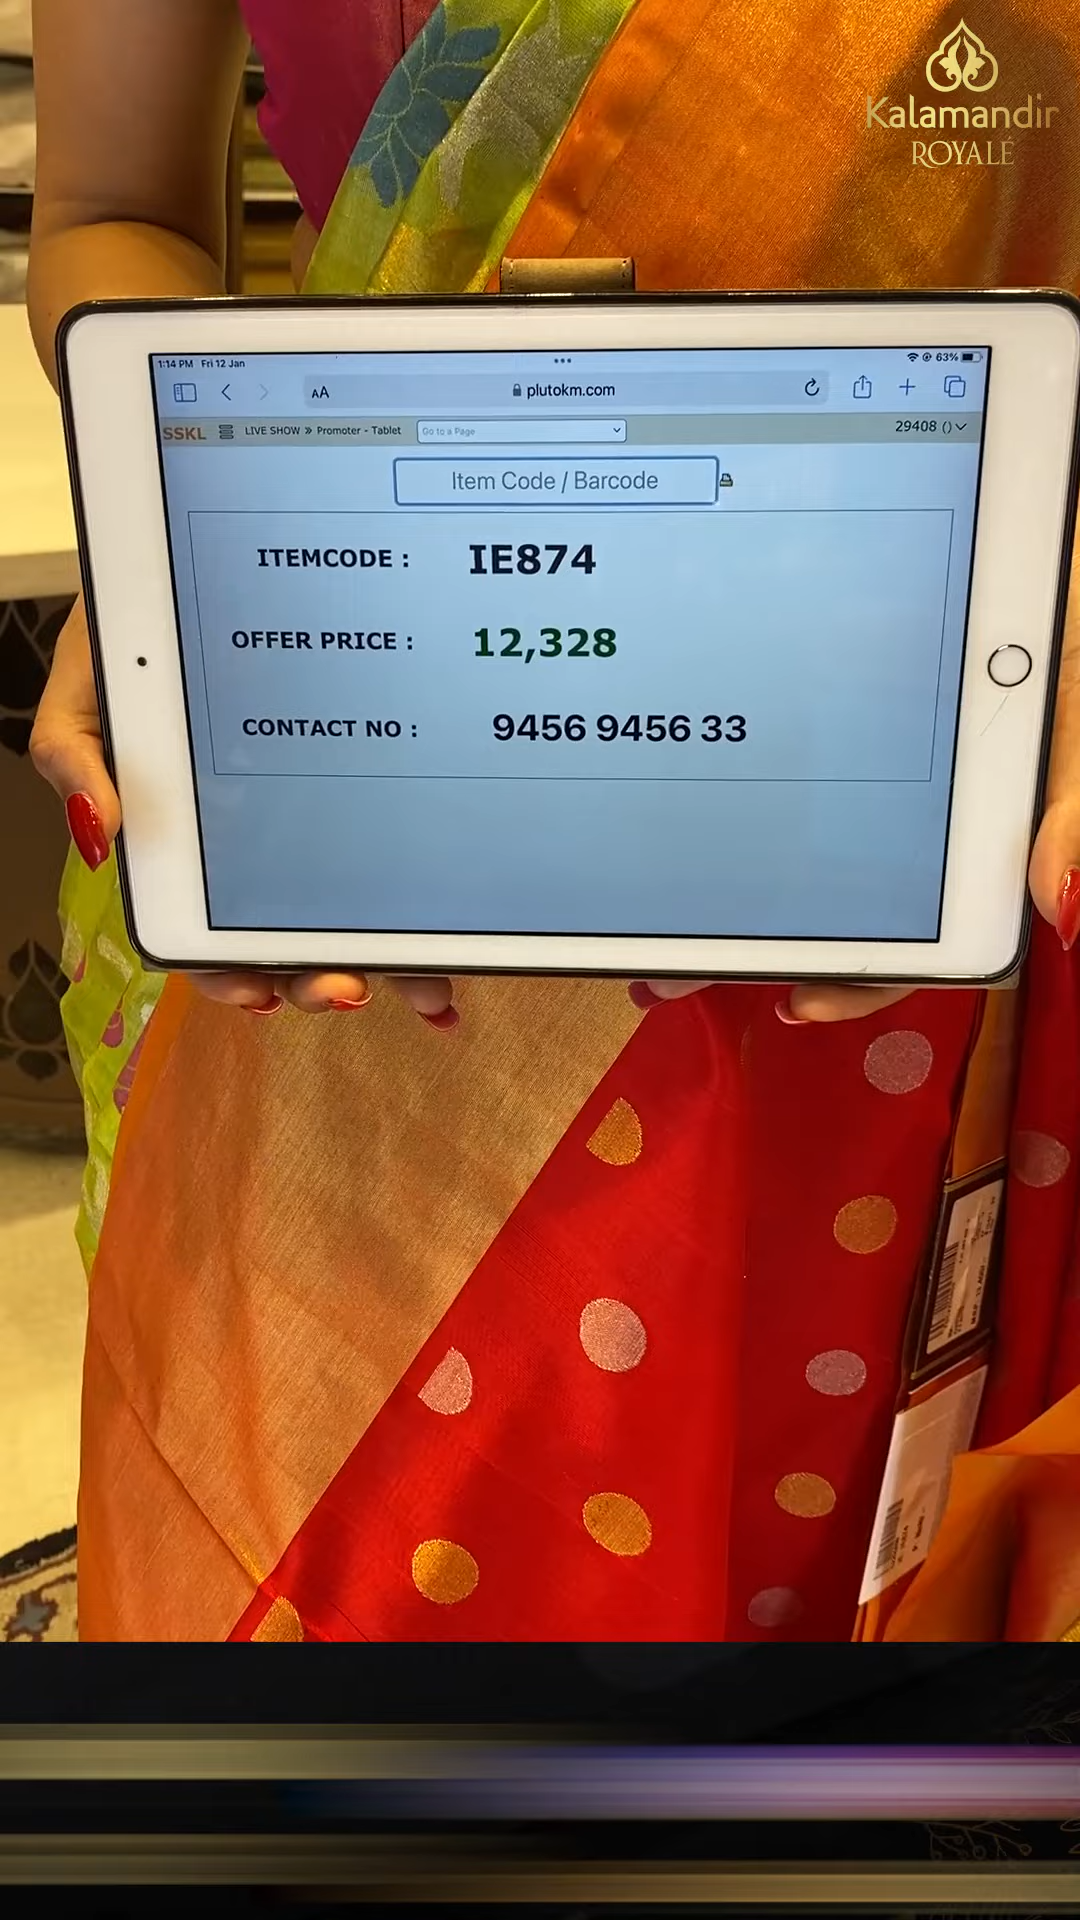 Kalamandir
ROYALÉ
1:14 PM Fri 12 Jan
63%
AA
plutokm.com
SSKL
LIVE SHOW » Promoter - Tablet
Go to a Page
29408 ()
Item Code / Barcode
ITEMCODE : IE874
OFFER PRICE : 12,328
CONTACT NO : 9456 9456 33